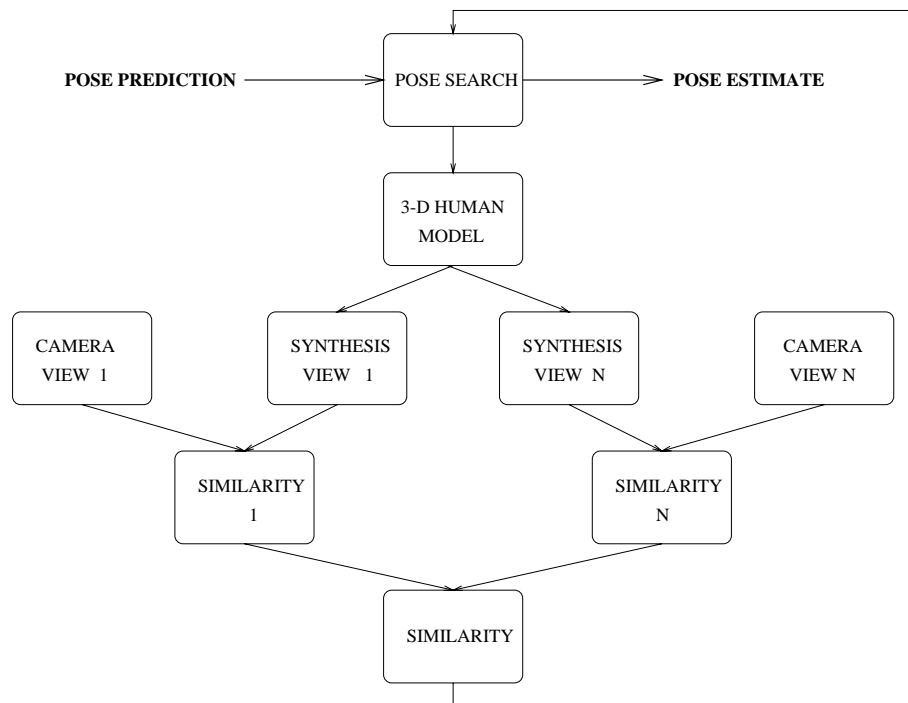 POSE PREDICTION
POSE SEARCH
POSE ESTIMATE
3-D HUMAN
MODEL
CAMERA
VIEW 1
SYNTHESIS
VIEW 1
SYNTHESIS
VIEW N
CAMERA
VIEW N
SIMILARITY
1
SIMILARITY
N
SIMILARITY